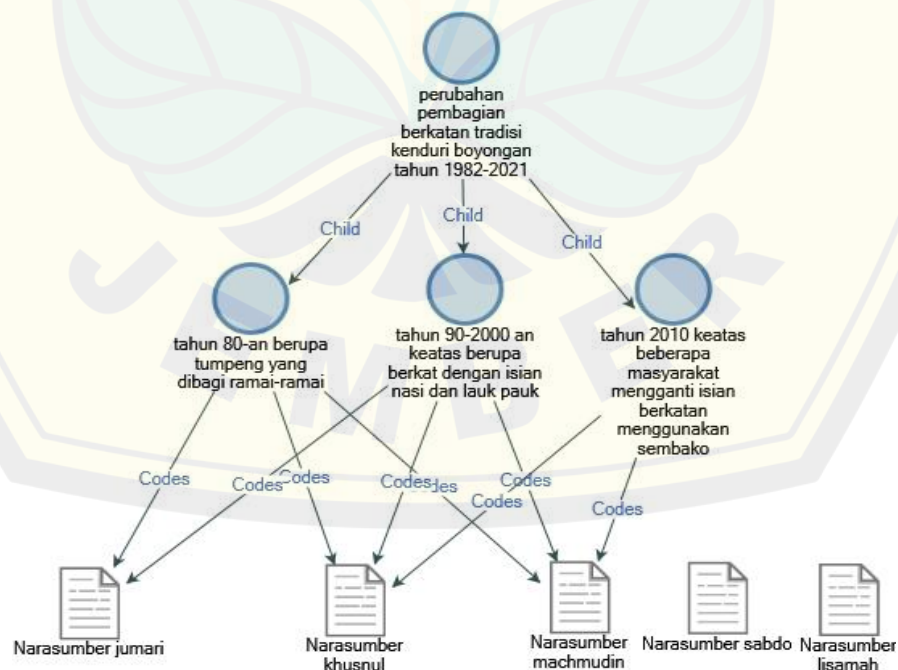 perubahan
pembagian
berkatan tradisi
kenduri boyongan
tahun 1982-2021
Child
Child
Child
tahun 80-an berupa
tumpeng yang
dibagi ramai-ramai
tahun 90-2000 an
keatas berupa
berkat dengan isian
nasi dan lauk pauk
tahun 2010 keatas
beberapa
masyarakat
mengganti isian
berkatan
menggunakan
sembako
Codes
Codes
Codes
Codes
Codes
Codes
Codes
Codes
Narasumber jumari
Narasumber
khusnul
Narasumber
machmudin
Narasumber sabdo
Narasumber
lisamah
JEMBER